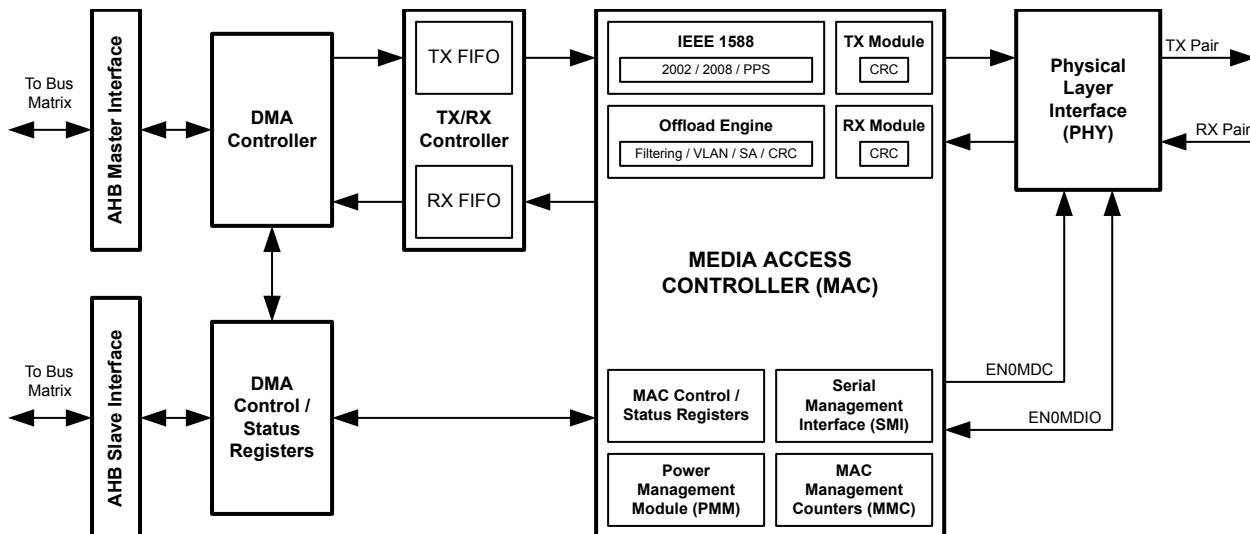 To Bus
Matrix
AHB Master Interface
DMA
Controller
TX FIFO
TX/RX
Controller
RX FIFO
IEEE 1588
2002 / 2008 / PPS
TX Module
CRC
Offload Engine
Filtering / VLAN / SA / CRC
RX Module
CRC
MEDIA ACCESS
CONTROLLER (MAC)
Physical
Layer
Interface
(PHY)
TX Pair
RX Pair
To Bus
Matrix
AHB Slave Interface
DMA
Control /
Status
Registers
MAC Control /
Status Registers
Serial
Management
Interface (SMI)
Power
Management
Module (PMM)
MAC
Management
Counters (MMC)
EN0MDC
EN0MDIO